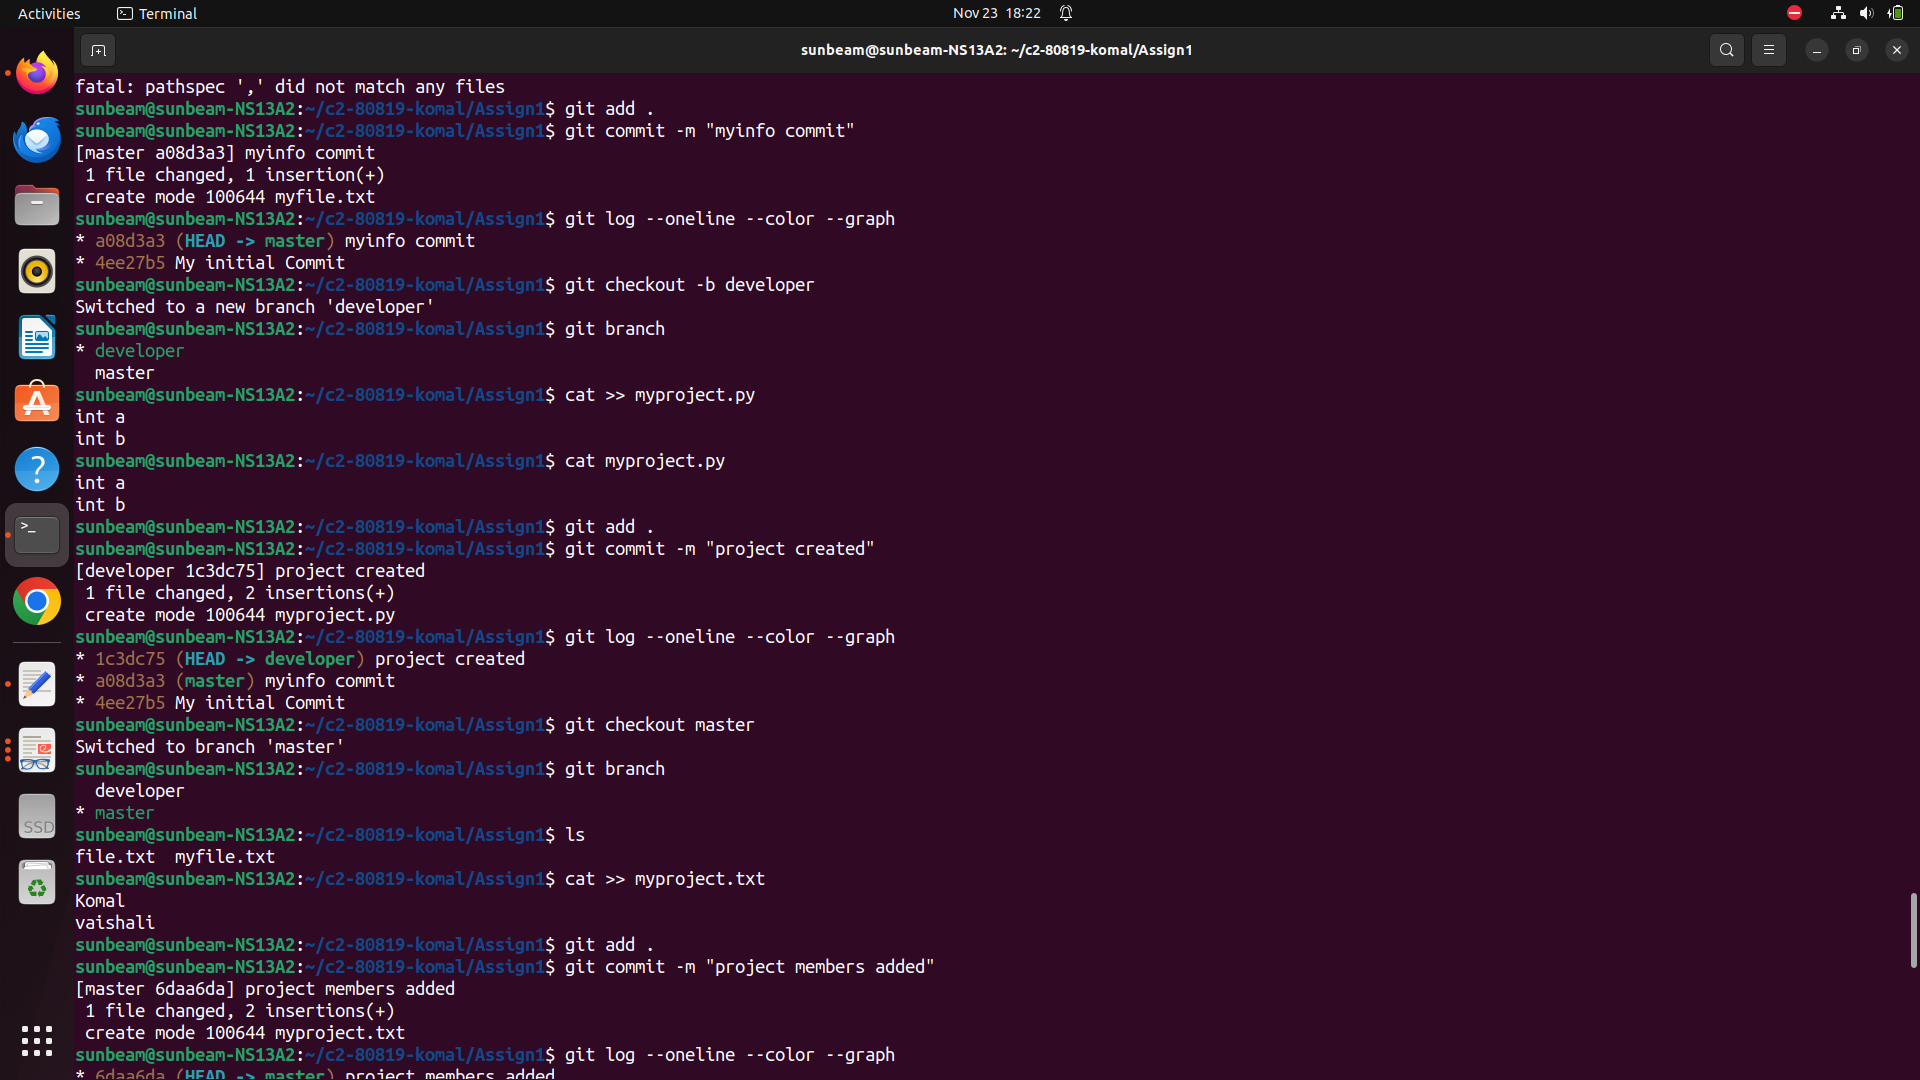 Activities Terminal Nov 23 18:22
sunbeam@sunbeam-NS13A2: ~/c2-80819-komal/Assign1
fatal: pathspec ',' did not match any files
sunbeam@sunbeam-NS13A2:~/c2-80819-komal/Assign1$ git add .
sunbeam@sunbeam-NS13A2:~/c2-80819-komal/Assign1$ git commit -m "myinfo commit"
[master a08d3a3] myinfo commit
 1 file changed, 1 insertion(+)
 create mode 100644 myfile.txt
sunbeam@sunbeam-NS13A2:~/c2-80819-komal/Assign1$ git log --oneline --color --graph
* a08d3a3 (HEAD -> master) myinfo commit
* 4ee27b5 My initial Commit
sunbeam@sunbeam-NS13A2:~/c2-80819-komal/Assign1$ git checkout -b developer
Switched to a new branch 'developer'
sunbeam@sunbeam-NS13A2:~/c2-80819-komal/Assign1$ git branch
* developer
  master
sunbeam@sunbeam-NS13A2:~/c2-80819-komal/Assign1$ cat >> myproject.py
int a
int b
sunbeam@sunbeam-NS13A2:~/c2-80819-komal/Assign1$ cat myproject.py
int a
int b
sunbeam@sunbeam-NS13A2:~/c2-80819-komal/Assign1$ git add .
sunbeam@sunbeam-NS13A2:~/c2-80819-komal/Assign1$ git commit -m "project created"
[developer 1c3dc75] project created
 1 file changed, 2 insertions(+)
 create mode 100644 myproject.py
sunbeam@sunbeam-NS13A2:~/c2-80819-komal/Assign1$ git log --oneline --color --graph
* 1c3dc75 (HEAD -> developer) project created
* a08d3a3 (master) myinfo commit
* 4ee27b5 My initial Commit
sunbeam@sunbeam-NS13A2:~/c2-80819-komal/Assign1$ git checkout master
Switched to branch 'master'
sunbeam@sunbeam-NS13A2:~/c2-80819-komal/Assign1$ git branch
  developer
* master
sunbeam@sunbeam-NS13A2:~/c2-80819-komal/Assign1$ ls
file.txt  myfile.txt
sunbeam@sunbeam-NS13A2:~/c2-80819-komal/Assign1$ cat >> myproject.txt
Komal
vaishali
sunbeam@sunbeam-NS13A2:~/c2-80819-komal/Assign1$ git add .
sunbeam@sunbeam-NS13A2:~/c2-80819-komal/Assign1$ git commit -m "project members added"
[master 6daa6da] project members added
 1 file changed, 2 insertions(+)
 create mode 100644 myproject.txt
sunbeam@sunbeam-NS13A2:~/c2-80819-komal/Assign1$ git log --oneline --color --graph
* 6daa6da (HEAD -> master) project members added
SSD